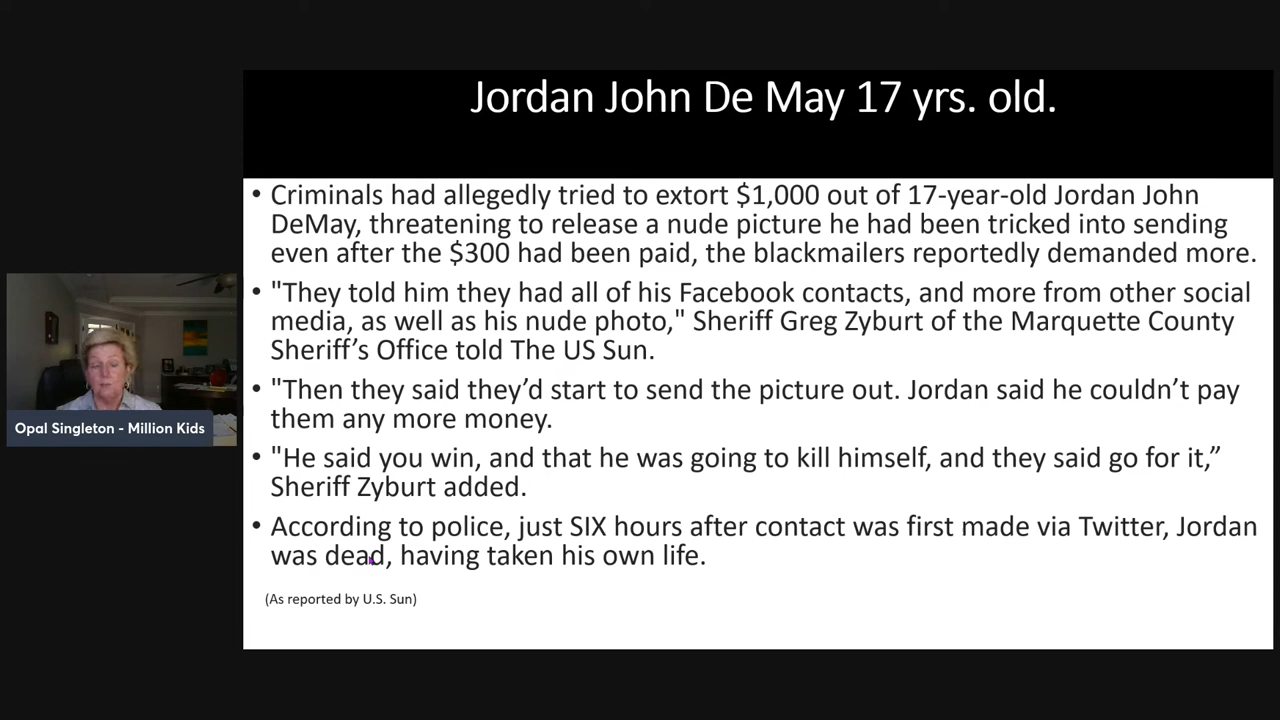 Jordan John De May 17 yrs. old.
• Criminals had allegedly tried to extort $1,000 out of 17-year-old Jordan John
DeMay, threatening to release a nude picture he had been tricked into sending
even after the $300 had been paid, the blackmailers reportedly demanded more.
• "They told him they had all of his Facebook contacts, and more from other social
media, as well as his nude photo," Sheriff Greg Zyburt of the Marquette County
Sheriff's Office told The US Sun.
• "Then they said they'd start to send the picture out. Jordan said he couldn't pay
them any more money.
• "He said you win, and that he was going to kill himself, and they said go for it,”
Sheriff Zyburt added.
• According to police, just SIX hours after contact was first made via Twitter, Jordan
was dead, having taken his own life.
(As reported by U.S. Sun)
Opal Singleton - Million Kids